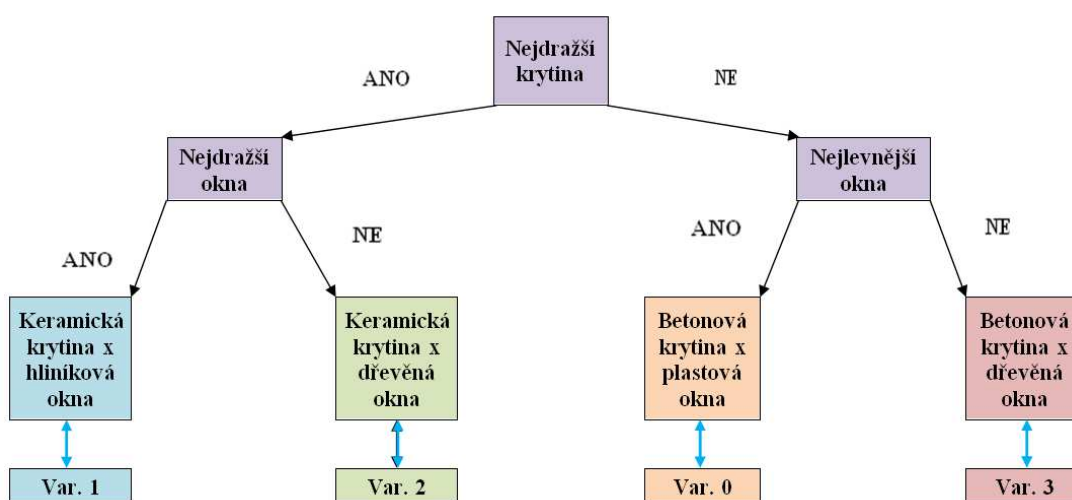 Nejdražší
krytina
ANO
NE
Nejdražší
okna
Nejlevnější
okna
ANO
NE
ANO
NE
Keramická
krytina x
hliníková
okna
Keramická
krytina x
dřevěná
okna
Betonová
krytina x
plastová
okna
Betonová
krytina x
dřevěná
okna
Var. 1
Var. 2
Var. 0
Var. 3